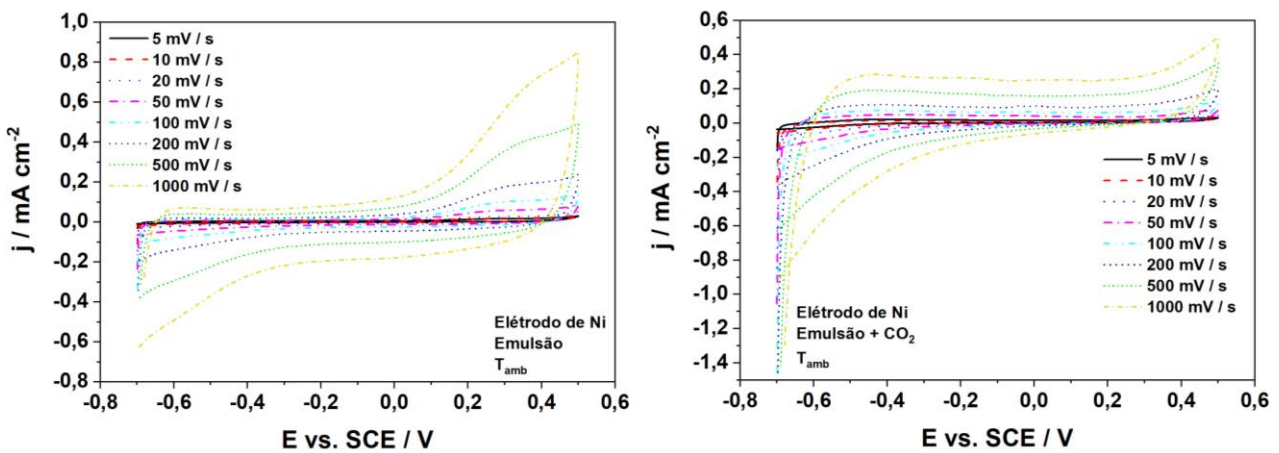 1,0
0,8
0,6
0,4
0,2
0,0
-0,2
-0,4
-0,6
-0,8
j / mA cm-2
5 mV / s
10 mV / s
20 mV / s
50 mV / s
100 mV / s
200 mV / s
500 mV / s
1000 mV / s
Elétrodo de Ni
Emulsão
Tamb
-0,8 -0,6 -0,4 -0,2 0,0 0,2 0,4 0,6
E vs. SCE / V
0,6
0,4
0,2
0,0
-0,2
-0,4
-0,6
-0,8
-1,0
-1,2
-1,4
j / mA cm-2
5 mV / s
10 mV / s
20 mV / s
50 mV / s
100 mV / s
200 mV / s
500 mV / s
1000 mV / s
Elétrodo de Ni
Emulsão + CO2
Tamb
-0,8 -0,6 -0,4 -0,2 0,0 0,2 0,4 0,6
E vs. SCE / V